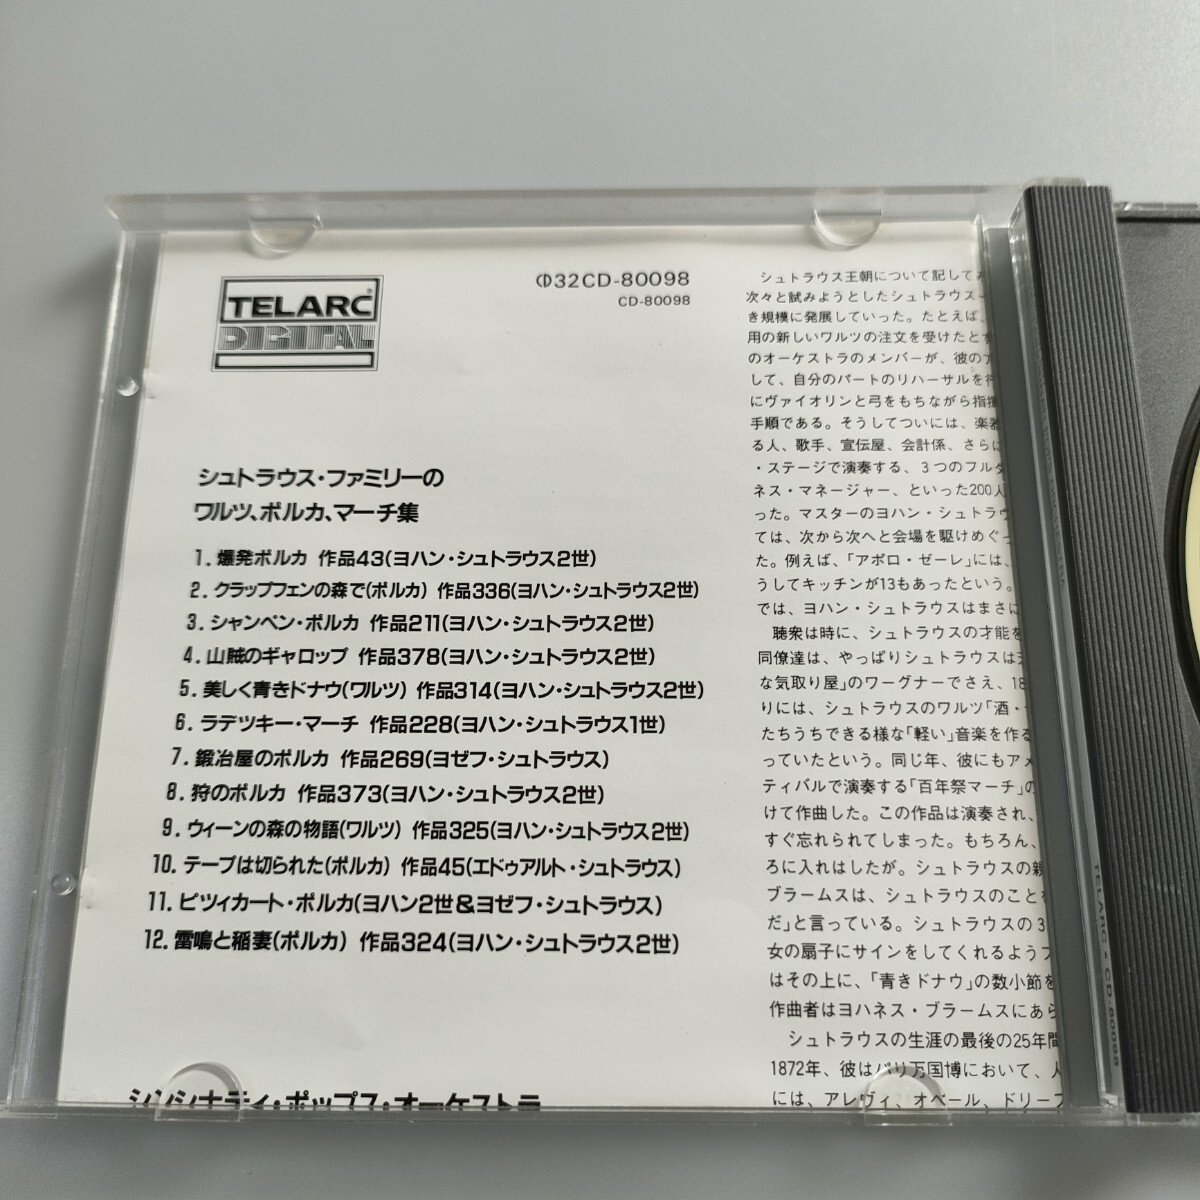 TELARC
DIGITAL
32CD-80098
CD-80098
シュトラウス・ファミリーの
ワルツ、ポルカ、マーチ集
1. 爆発ポルカ 作品43(ヨハン・シュトラウス2世)
2. クラップフェンの森で(ポルカ) 作品336(ヨハン・シュトラウス2世)
3. シャンペン・ポルカ 作品211(ヨハン・シュトラウス2世)
4. 山賊のギャロップ 作品378(ヨハン・シュトラウス2世)
5. 美しく青きドナウ(ワルツ) 作品314(ヨハン・シュトラウス2世)
6. ラデツキー・マーチ 作品228(ヨハン・シュトラウス1世)
7. 鍛冶屋のポルカ 作品269(ヨゼフ・シュトラウス)
8. 狩のポルカ 作品373(ヨハン・シュトラウス2世)
9. ウィーンの森の物語(ワルツ) 作品325(ヨハン・シュトラウス2世)
10. テープは切られた(ポルカ) 作品45(エドゥアルト・シュトラウス)
11. ピツィカート・ポルカ(ヨハン2世&ヨゼフ・シュトラウス)
12. 雷鳴と稲妻(ポルカ) 作品324(ヨハン・シュトラウス2世)
シンシナティ・ポップス・オーケストラ
シュトラウス王朝について記して
次々と試みようとしたシュトラウス
き規模に発展していった。たとえば、
用の新しいワルツの注文を受けたと
のオーケストラのメンバーが、彼の
して、自分のパートのリハーサルを
にヴァイオリンと弓をもちながら指揮
手順である。そうしてついには、楽器
る人、歌手、宣伝屋、会計係、さらに
・ステージで演奏する、3つのフル
ネス・マネージャー、といった200人
った。マスターのヨハン・シュトラウ
ては、次から次へと会場を駆けめぐっ
た。例えば、「アポロ・ゼーレ」には、
うしてキッチンが13もあったという。
では、ヨハン・シュトラウスはまさに
聴衆は時に、シュトラウスの才能を
同僚達は、やっぱりシュトラウスは
な気取り屋」のワーグナーでさえ、18
りには、シュトラウスのワルツ「酒・
たちうちできる様な「軽い」音楽を作る
っていたという。同じ年、彼にもアメ
ティバルで演奏する「百年祭マーチ」の
けて作曲した。この作品は演奏され、
すぐ忘れられてしまった。もちろん、
ろに入れはしたが。シュトラウスの親
ブラームスは、シュトラウスのことを
だ」と言っている。シュトラウスの3
女の扇子にサインをしてくれるよう
はその上に、「青きドナウ」の数小節を
作曲者はヨハネス・ブラームスにあら
シュトラウスの生涯の最後の25年間
1872年、彼はパリ万国博において、人
には、アレヴィ、オベール、ドリーブ
TELARC・CD-80098